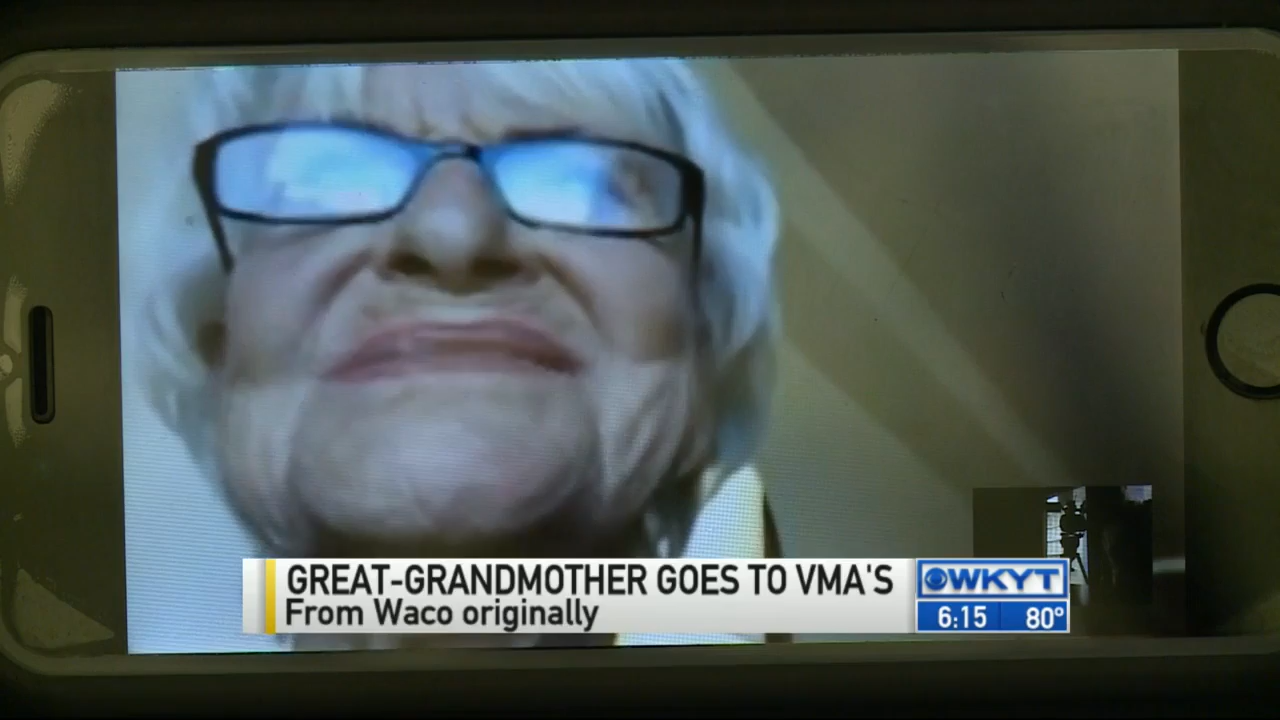 GREAT-GRANDMOTHER GOES TO VMA'S
From Waco originally
WKYT
6:15 80°